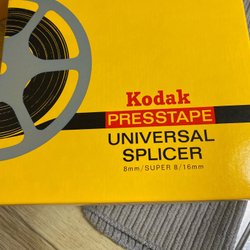 Kodak
PRESSTAPE
UNIVERSAL
SPLICER
8mm/SUPER 8/16mm